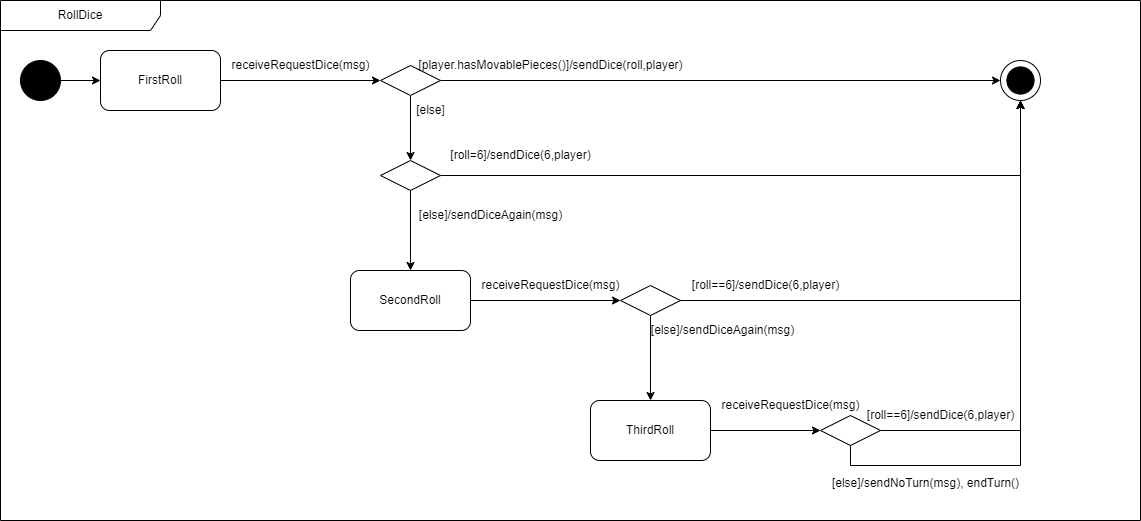 RollDice
FirstRoll
receiveRequestDice(msg)
[player.hasMovablePieces()]/sendDice(roll,player)
[else]
[roll=6]/sendDice(6,player)
[else]/sendDiceAgain(msg)
SecondRoll
receiveRequestDice(msg)
[roll==6]/sendDice(6,player)
[else]/sendDiceAgain(msg)
ThirdRoll
receiveRequestDice(msg)
[roll==6]/sendDice(6,player)
[else]/sendNoTurn(msg), endTurn()